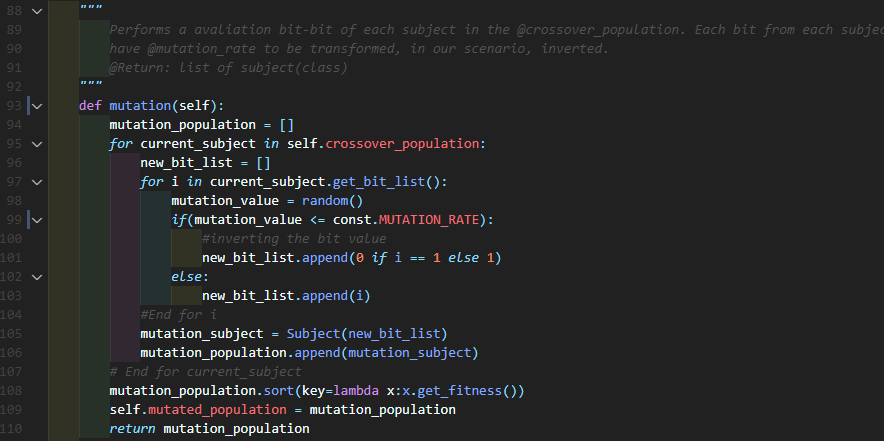 88 """
89 Performs a avaliation bit-bit of each subject in the @crossover_population. Each bit from each subjec
90 have @mutation_rate to be transformed, in our scenario, inverted.
91 @Return: list of subject(class)
92 """
93 def mutation(self):
94 mutation_population = []
95 for current_subject in self.crossover_population:
96 new_bit_list = []
97 for i in current_subject.get_bit_list():
98 mutation_value = random()
99 if(mutation_value <= const.MUTATION_RATE):
100 #inverting the bit value
101 new_bit_list.append(0 if i == 1 else 1)
102 else:
103 new_bit_list.append(i)
104 #End for i
105 mutation_subject = Subject(new_bit_list)
106 mutation_population.append(mutation_subject)
107 # End for current_subject
108 mutation_population.sort(key=lambda x:x.get_fitness())
109 self.mutated_population = mutation_population
110 return mutation_population